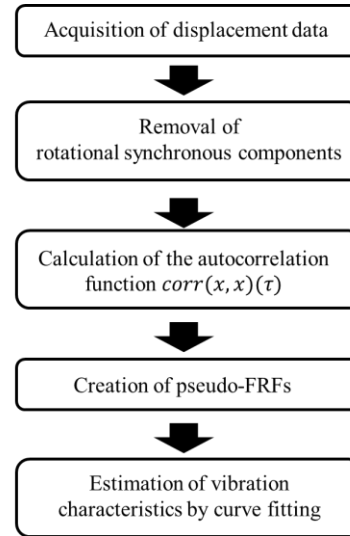 Acquisition of displacement data
Removal of
rotational synchronous components
Calculation of the autocorrelation
function 𝑐𝑜𝑟𝑟(𝑥, 𝑥)(𝜏)
Creation of pseudo-FRFs
Estimation of vibration
characteristics by curve fitting